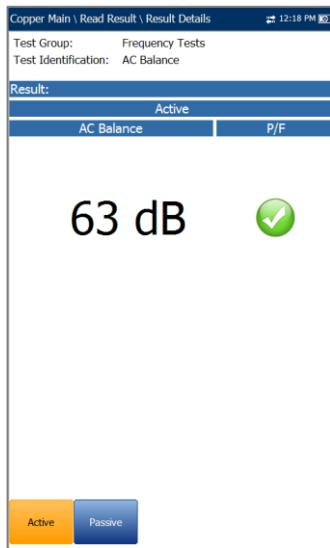 Copper Main \ Read Result \ Result Details 12:18 PM
Test Group: Frequency Tests
Test Identification: AC Balance
Result:
Active
AC Balance P/F
63 dB
Active Passive